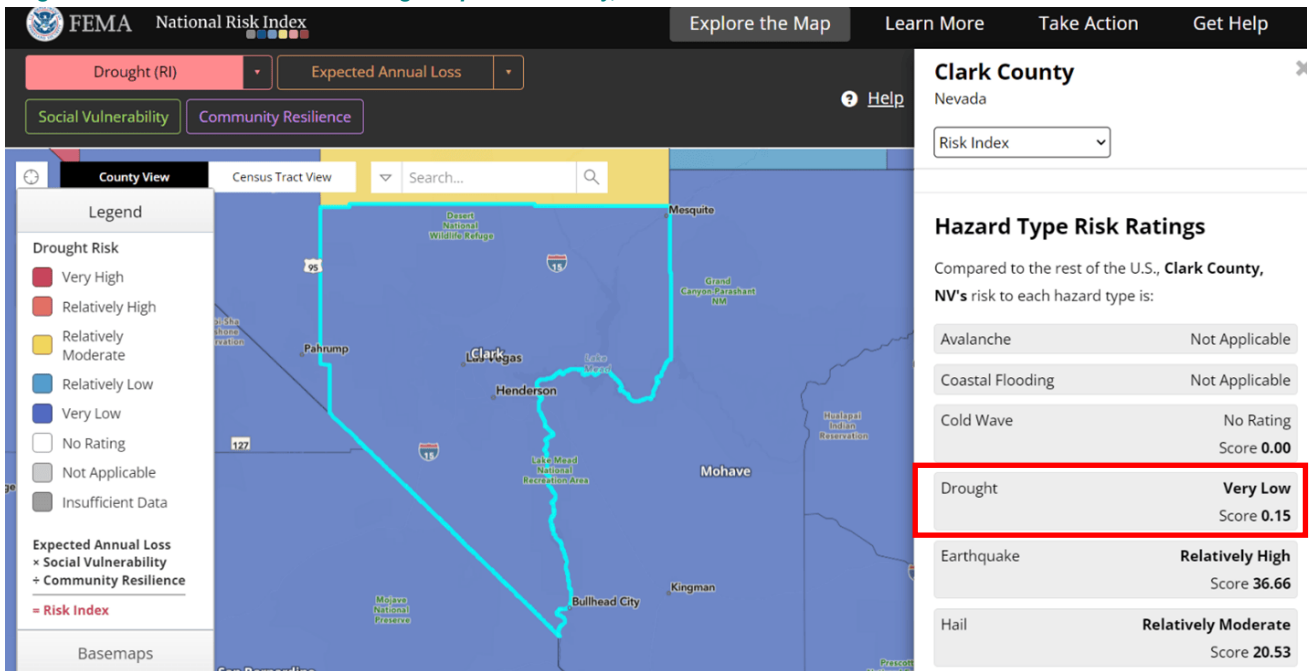 FEMA National Risk Index
Explore the Map
Learn More
Take Action
Get Help
Drought (RI)
Expected Annual Loss
Social Vulnerability
Community Resilience
? Help
Clark County
Nevada
Risk Index
County View
Census Tract View
Search...
Legend
Drought Risk
Very High
Relatively High
Relatively
Moderate
Relatively Low
Very Low
No Rating
Not Applicable
Insufficient Data
Expected Annual Loss
× Social Vulnerability
÷ Community Resilience
= Risk Index
Basemaps
Desert
National
Wildlife Refuge
Mesquite
95
15
Grand
Canyon-Parashant
NM
Pahrump
Clark
Las Vegas
Lake
Mead
Henderson
Hualapai
Indian
Reservation
127
15
Lake Mead
National
Recreation Area
Mohave
Mojave
National
Preserve
Bullhead City
Kingman
Prescott
Hazard Type Risk Ratings
Compared to the rest of the U.S., Clark County,
NV's risk to each hazard type is:
Avalanche Not Applicable
Coastal Flooding Not Applicable
Cold Wave No Rating
Score 0.00
Drought Very Low
Score 0.15
Earthquake Relatively High
Score 36.66
Hail Relatively Moderate
Score 20.53